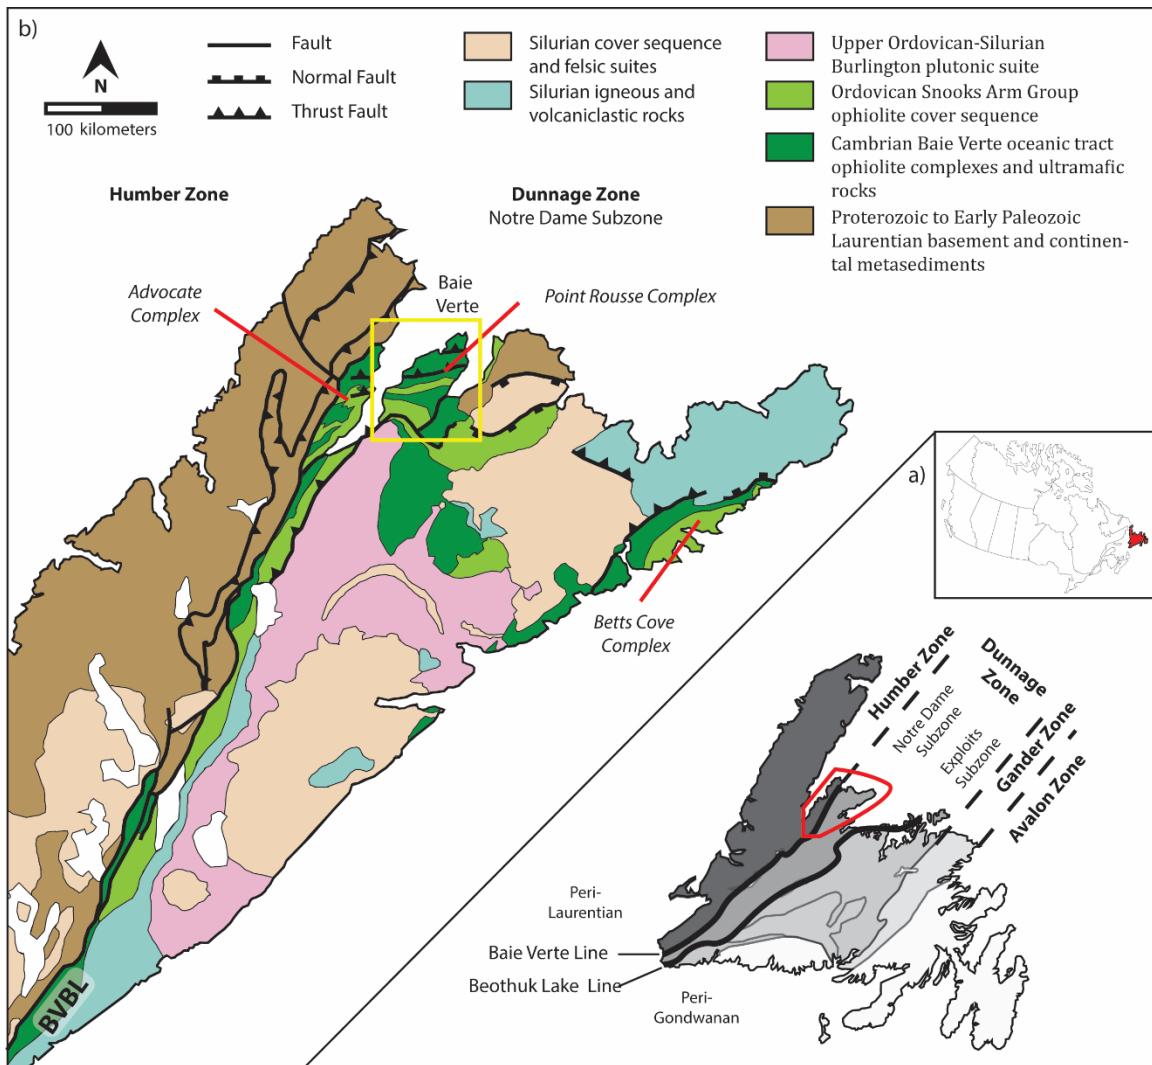 b)
N
100 kilometers
Fault
Normal Fault
Thrust Fault
Silurian cover sequence
and felsic suites
Silurian igneous and
volcaniclastic rocks
Upper Ordovican-Silurian
Burlington plutonic suite
Ordovican Snooks Arm Group
ophiolite cover sequence
Cambrian Baie Verte oceanic tract
ophiolite complexes and ultramafic
rocks
Proterozoic to Early Paleozoic
Laurentian basement and continen-
tal metasediments
Humber Zone
Dunnage Zone
Notre Dame Subzone
Advocate
Complex
Baie
Verte
Point Rousse Complex
Betts Cove
Complex
BVBL
a)
Humber Zone
Notre Dame
Subzone
Dunnage
Zone
Exploits
Subzone
Gander Zone
Avalon Zone
Peri-
Laurentian
Baie Verte Line
Beothuk Lake Line
Peri-
Gondwanan